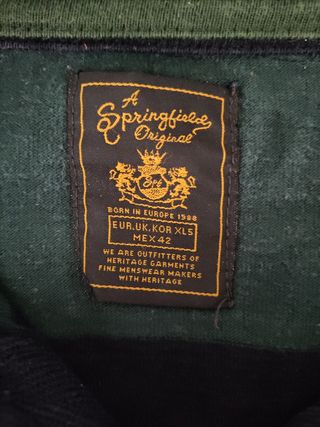 A
Springfield
Original
SPF
BORN IN EUROPE 1988
EUR.UK.KOR XLS
MEX 42
WE ARE OUTFITTERS OF
HERITAGE GARMENTS
FINE MENSWEAR MAKERS
WITH HERITAGE